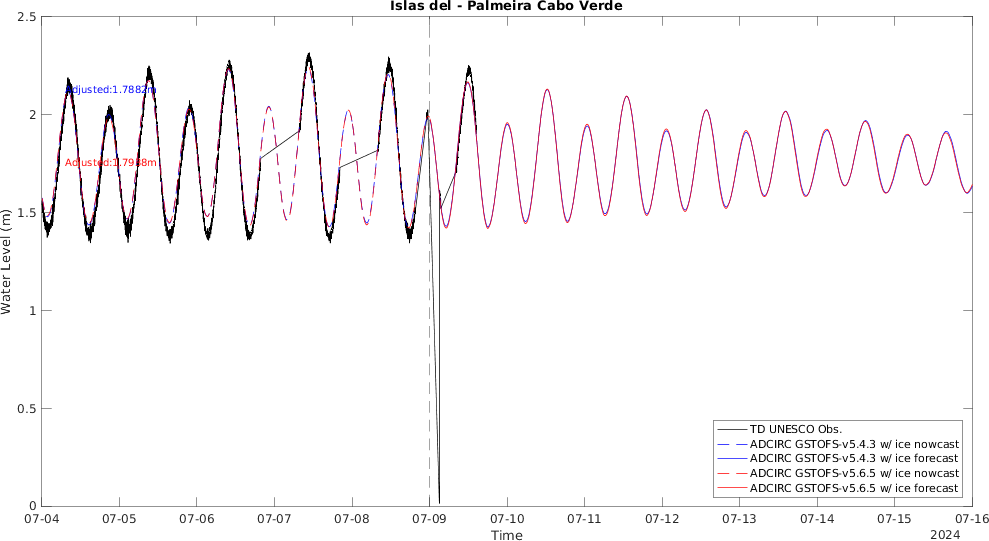 Islas del - Palmeira Cabo Verde
2.5
2
1.5
1
0.5
0
Water Level (m)
Adjusted:1.7882m
Adjusted:1.7958m
TD UNESCO Obs.
ADCIRC GSTOFS-v5.4.3 w/ ice nowcast
ADCIRC GSTOFS-v5.4.3 w/ ice forecast
ADCIRC GSTOFS-v5.6.5 w/ ice nowcast
ADCIRC GSTOFS-v5.6.5 w/ ice forecast
07-04 07-05 07-06 07-07 07-08 07-09 07-10 07-11 07-12 07-13 07-14 07-15 07-16
Time
2024